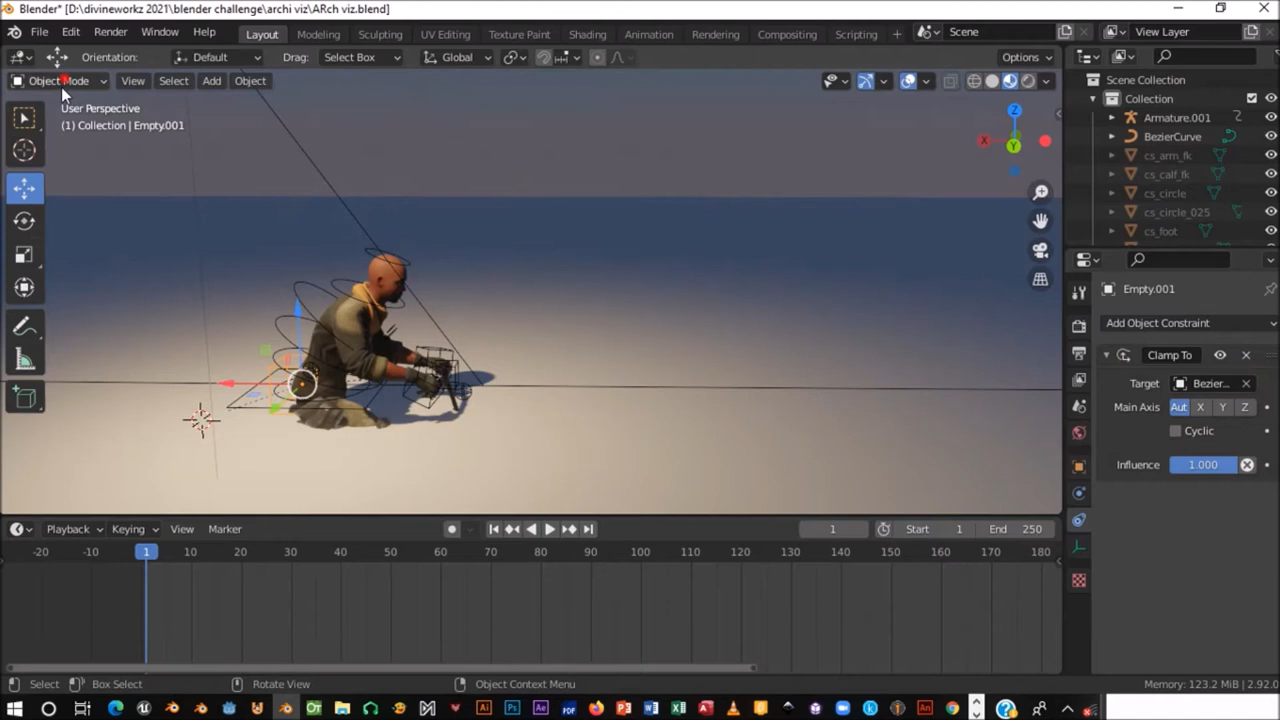 Blender* [D:\divineworkz 2021\blender challenge\archi viz\ARch viz.blend]
File Edit Render Window Help Layout Modeling Sculpting UV Editing Texture Paint Shading Animation Rendering Compositing Scripting + Scene View Layer
Orientation: Default Drag: Select Box Global Options
Object Mode View Select Add Object
User Perspective
(1) Collection | Empty.001
Z
X
Y
Scene Collection
Collection
Armature.001
BezierCurve
cs_arm_fk
cs_calf_fk
cs_circle
cs_circle_025
cs_foot
Empty.001
Add Object Constraint
Clamp To
Target Bezier...
Main Axis Aut X Y Z
Cyclic
Influence 1.000
Playback Keying View Marker 1 Start 1 End 250
-20 -10 1 10 20 30 40 50 60 70 80 90 100 110 120 130 140 150 160 170 180
Select Box Select Rotate View Object Context Menu Memory: 123.2 MiB | 2.92.0